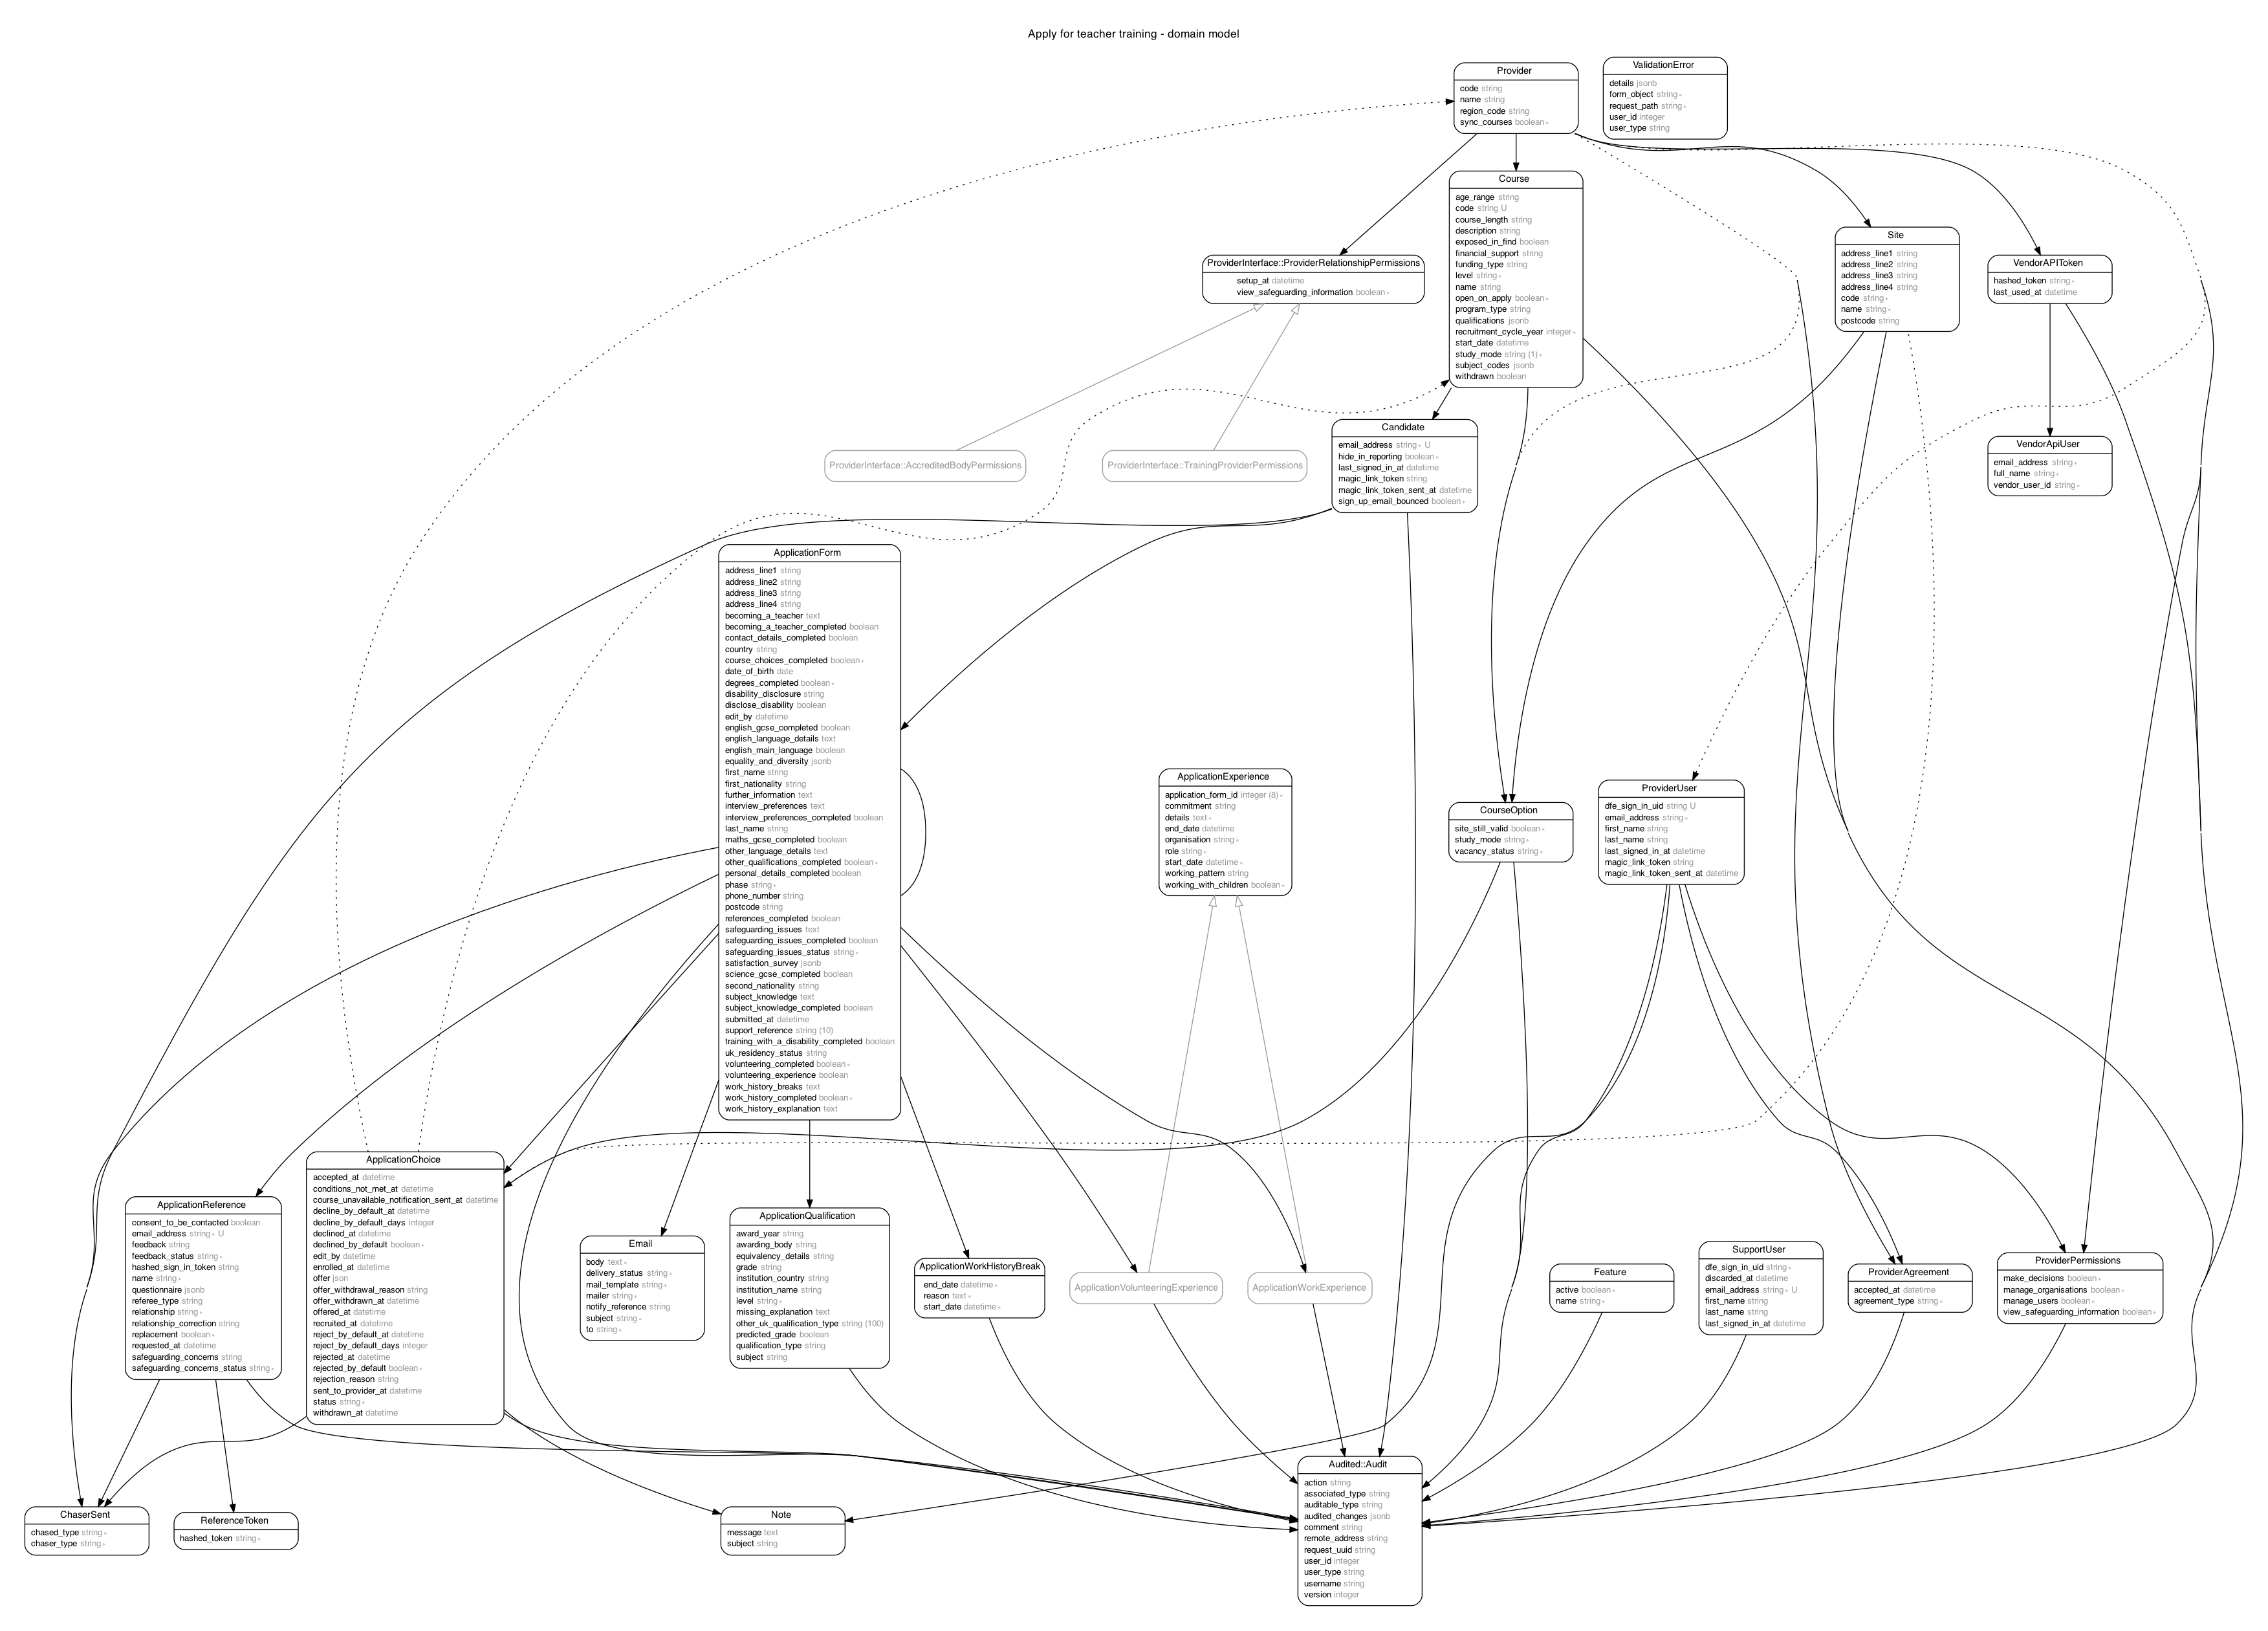 Apply for teacher training - domain model
Provider
code string
name string
region_code string
sync_courses boolean ∗
ValidationError
details jsonb
form_object string ∗
request_path string ∗
user_id integer
user_type string
Course
age_range string
code string U
course_length string
description string
exposed_in_find boolean
financial_support string
funding_type string
level string ∗
name string
open_on_apply boolean ∗
program_type string
qualifications jsonb
recruitment_cycle_year integer ∗
start_date datetime
study_mode string (1) ∗
subject_codes jsonb
withdrawn boolean
Site
address_line1 string
address_line2 string
address_line3 string
address_line4 string
code string ∗
name string ∗
postcode string
VendorAPIToken
hashed_token string ∗
last_used_at datetime
ProviderInterface::ProviderRelationshipPermissions
setup_at datetime
view_safeguarding_information boolean ∗
ProviderInterface::AccreditedBodyPermissions
ProviderInterface::TrainingProviderPermissions
Candidate
email_address string ∗ U
hide_in_reporting boolean ∗
last_signed_in_at datetime
magic_link_token string
magic_link_token_sent_at datetime
sign_up_email_bounced boolean ∗
VendorApiUser
email_address string ∗
full_name string ∗
vendor_user_id string ∗
ApplicationForm
address_line1 string
address_line2 string
address_line3 string
address_line4 string
becoming_a_teacher text
becoming_a_teacher_completed boolean
contact_details_completed boolean
country string
course_choices_completed boolean ∗
date_of_birth date
degrees_completed boolean ∗
disability_disclosure string
disclose_disability boolean
edit_by datetime
english_gcse_completed boolean
english_language_details text
english_main_language boolean
equality_and_diversity jsonb
first_name string
first_nationality string
further_information text
interview_preferences text
interview_preferences_completed boolean
last_name string
maths_gcse_completed boolean
other_language_details text
other_qualifications_completed boolean ∗
personal_details_completed boolean
phase string ∗
phone_number string
postcode string
references_completed boolean
safeguarding_issues text
safeguarding_issues_completed boolean
safeguarding_issues_status string ∗
satisfaction_survey jsonb
science_gcse_completed boolean
second_nationality string
subject_knowledge text
subject_knowledge_completed boolean
submitted_at datetime
support_reference string (10)
training_with_a_disability_completed boolean
uk_residency_status string
volunteering_completed boolean ∗
volunteering_experience boolean
work_history_breaks text
work_history_completed boolean ∗
work_history_explanation text
ApplicationExperience
application_form_id integer (8) ∗
commitment string
details text ∗
end_date datetime
organisation string ∗
role string ∗
start_date datetime ∗
working_pattern string
working_with_children boolean ∗
CourseOption
site_still_valid boolean ∗
study_mode string ∗
vacancy_status string ∗
ProviderUser
dfe_sign_in_uid string U
email_address string ∗
first_name string
last_name string
last_signed_in_at datetime
magic_link_token string
magic_link_token_sent_at datetime
ApplicationReference
consent_to_be_contacted boolean
email_address string ∗ U
feedback string
feedback_status string ∗
hashed_sign_in_token string
name string ∗
questionnaire jsonb
referee_type string
relationship string ∗
relationship_correction string
replacement boolean ∗
requested_at datetime
safeguarding_concerns string
safeguarding_concerns_status string ∗
ApplicationChoice
accepted_at datetime
conditions_not_met_at datetime
course_unavailable_notification_sent_at datetime
decline_by_default_at datetime
decline_by_default_days integer
declined_at datetime
declined_by_default boolean ∗
edit_by datetime
enrolled_at datetime
offer json
offer_withdrawal_reason string
offer_withdrawn_at datetime
offered_at datetime
recruited_at datetime
reject_by_default_at datetime
reject_by_default_days integer
rejected_at datetime
rejected_by_default boolean ∗
rejection_reason string
sent_to_provider_at datetime
status string ∗
withdrawn_at datetime
Email
body text ∗
delivery_status string ∗
mail_template string ∗
mailer string ∗
notify_reference string
subject string ∗
to string ∗
ApplicationQualification
award_year string
awarding_body string
equivalency_details string
grade string
institution_country string
institution_name string
level string ∗
missing_explanation text
other_uk_qualification_type string (100)
predicted_grade boolean
qualification_type string
subject string
ApplicationWorkHistoryBreak
end_date datetime ∗
reason text ∗
start_date datetime ∗
ApplicationVolunteeringExperience
ApplicationWorkExperience
Feature
active boolean ∗
name string ∗
SupportUser
dfe_sign_in_uid string ∗
discarded_at datetime
email_address string ∗ U
first_name string
last_name string
last_signed_in_at datetime
ProviderAgreement
accepted_at datetime
agreement_type string ∗
ProviderPermissions
make_decisions boolean ∗
manage_organisations boolean ∗
manage_users boolean ∗
view_safeguarding_information boolean ∗
ChaserSent
chased_type string ∗
chaser_type string ∗
ReferenceToken
hashed_token string ∗
Note
message text
subject string
Audited::Audit
action string
associated_type string
auditable_type string
audited_changes jsonb
comment string
remote_address string
request_uuid string
user_id integer
user_type string
username string
version integer